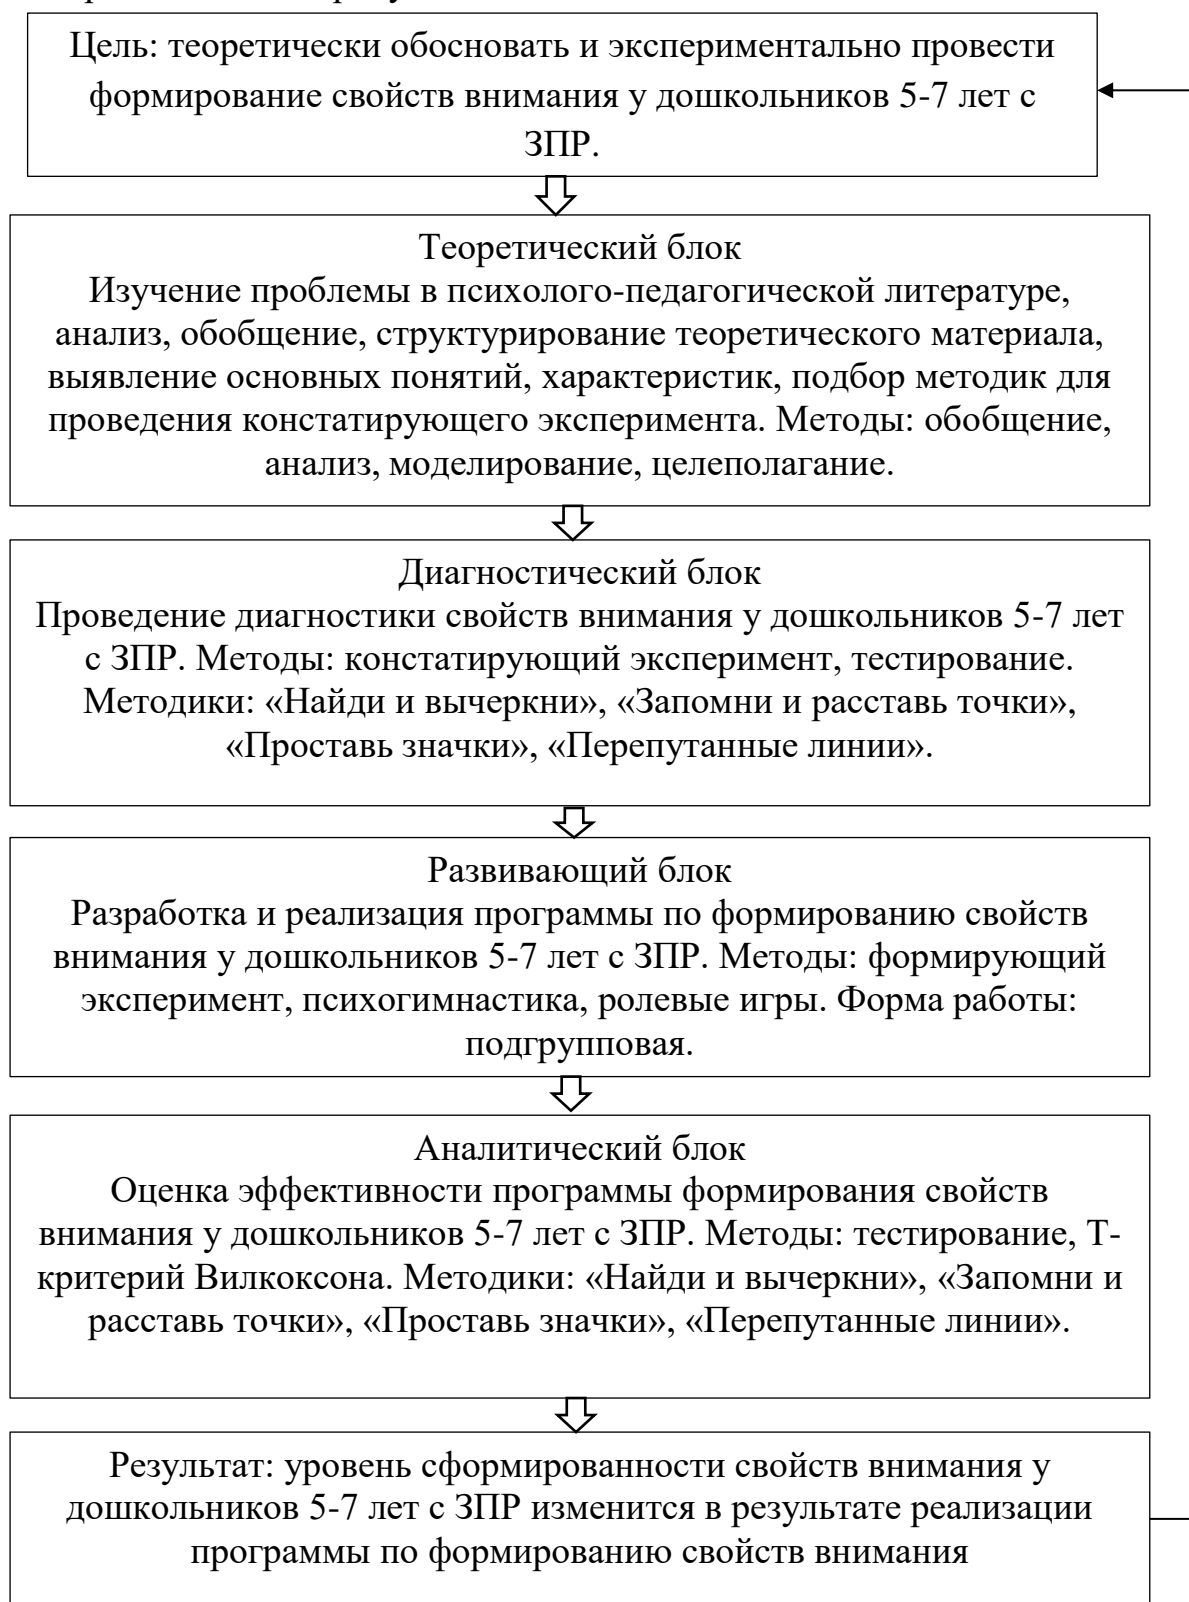 Цель: теоретически обосновать и экспериментально провести
формирование свойств внимания у дошкольников 5-7 лет с
ЗПР.
Теоретический блок
Изучение проблемы в психолого-педагогической литературе,
анализ, обобщение, структурирование теоретического материала,
выявление основных понятий, характеристик, подбор методик для
проведения констатирующего эксперимента. Методы: обобщение,
анализ, моделирование, целеполагание.
Диагностический блок
Проведение диагностики свойств внимания у дошкольников 5-7 лет
с ЗПР. Методы: констатирующий эксперимент, тестирование.
Методики: «Найди и вычеркни», «Запомни и расставь точки»,
«Проставь значки», «Перепутанные линии».
Развивающий блок
Разработка и реализация программы по формированию свойств
внимания у дошкольников 5-7 лет с ЗПР. Методы: формирующий
эксперимент, психогимнастика, ролевые игры. Форма работы:
подгрупповая.
Аналитический блок
Оценка эффективности программы формирования свойств
внимания у дошкольников 5-7 лет с ЗПР. Методы: тестирование, Т-
критерий Вилкоксона. Методики: «Найди и вычеркни», «Запомни и
расставь точки», «Проставь значки», «Перепутанные линии».
Результат: уровень сформированности свойств внимания у
дошкольников 5-7 лет с ЗПР изменится в результате реализации
программы по формированию свойств внимания